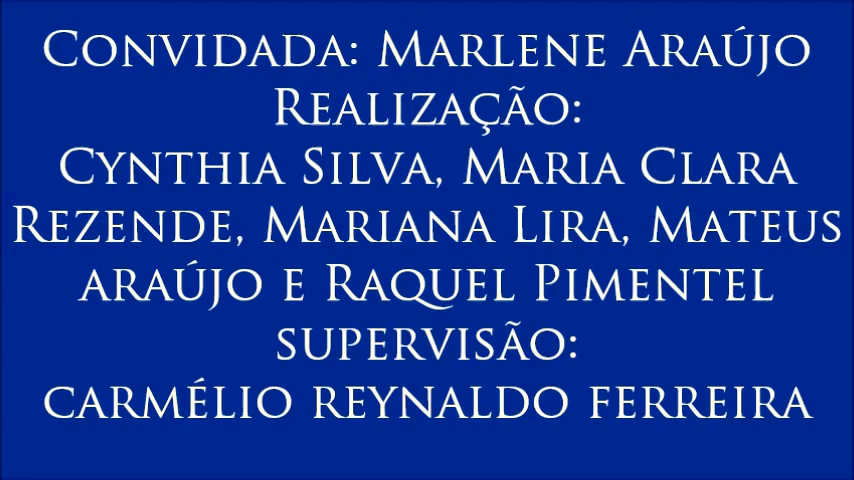 Convidada: Marlene Araújo
Realização:
Cynthia Silva, Maria Clara
Rezende, Mariana Lira, Mateus
araújo e Raquel Pimentel
supervisão:
carmélio reynaldo ferreira